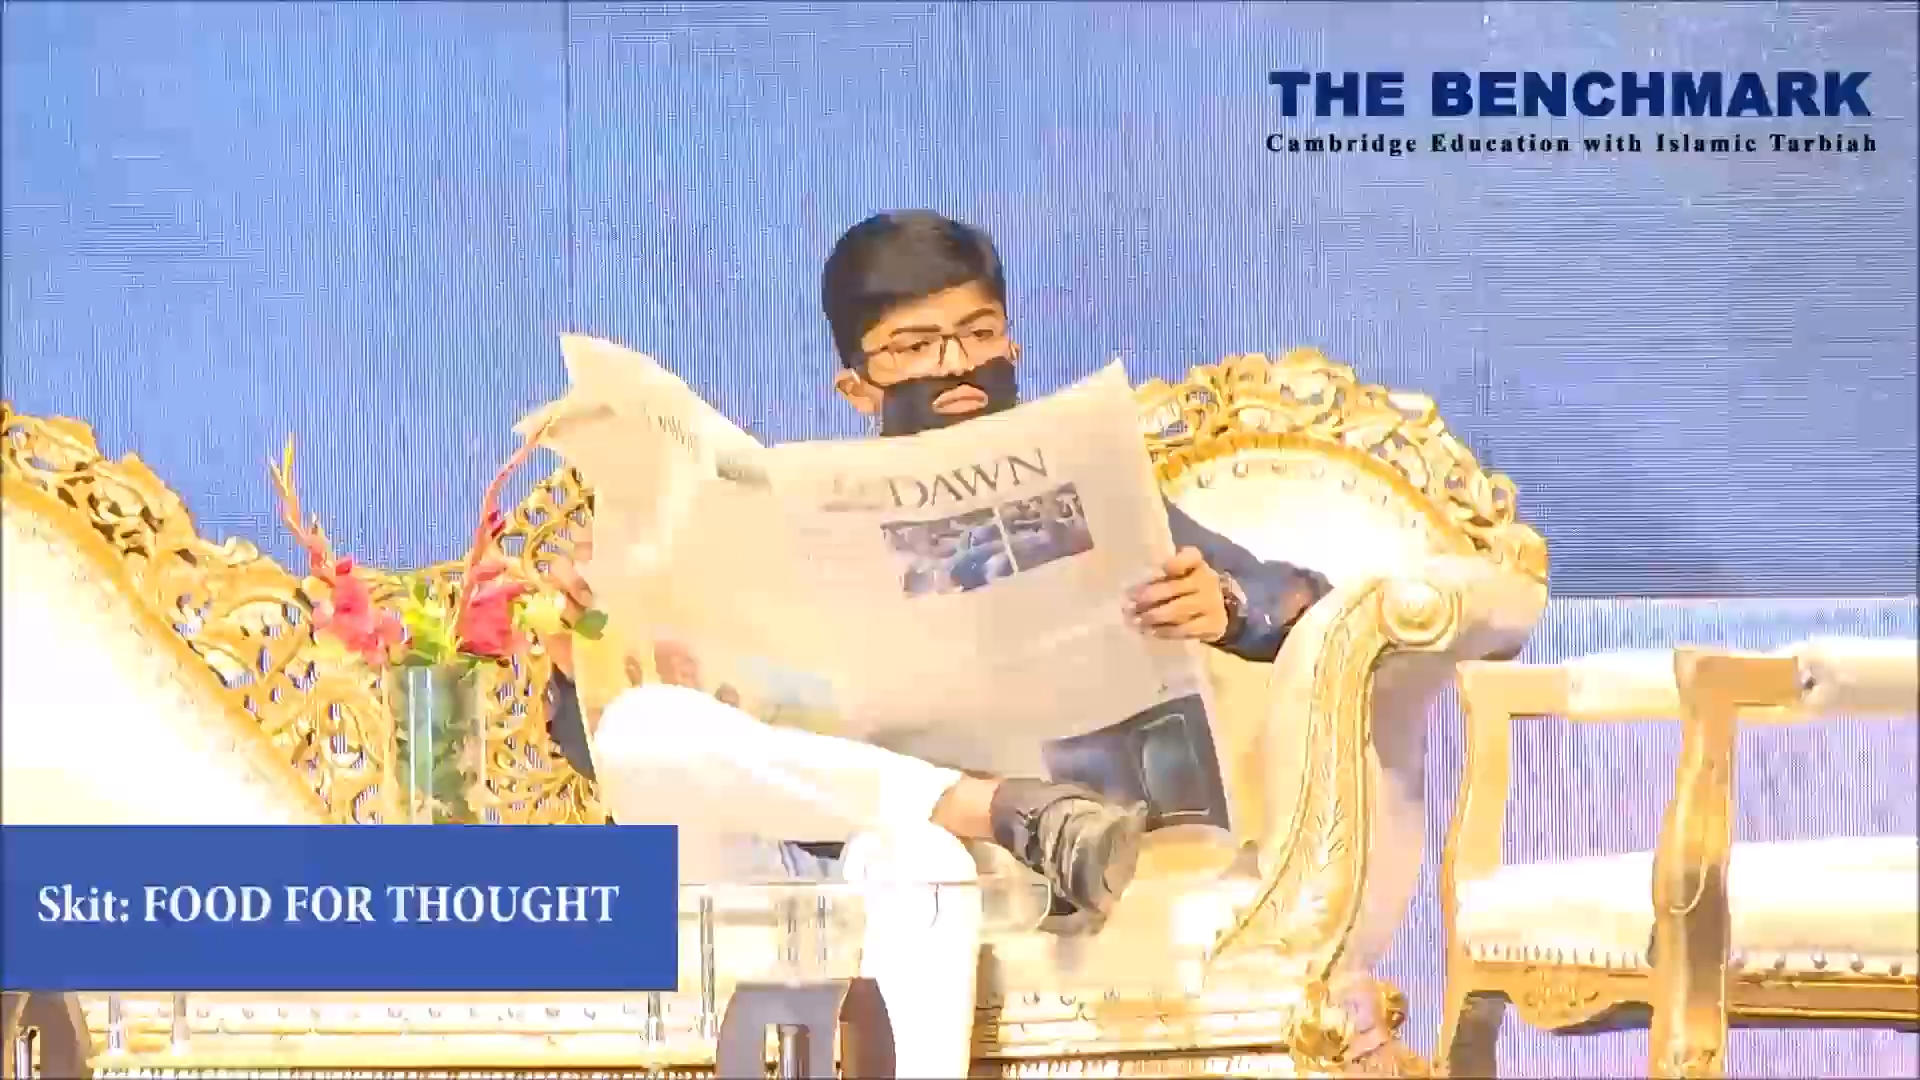 THE BENCHMARK
Cambridge Education with Islamic Tarbiah
DAWN
Skit: FOOD FOR THOUGHT